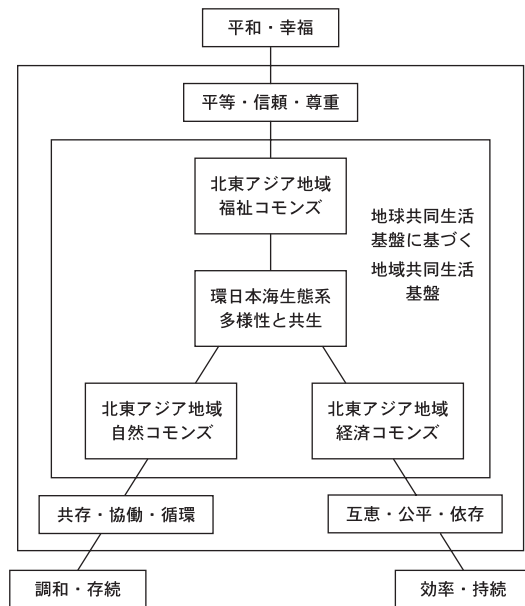 平和・幸福
平等・信頼・尊重
北東アジア地域
福祉コモンズ
地球共同生活
基盤に基づく
地域共同生活
基盤
環日本海生態系
多様性と共生
北東アジア地域
自然コモンズ
北東アジア地域
経済コモンズ
共存・協働・循環
互恵・公平・依存
調和・存続
効率・持続